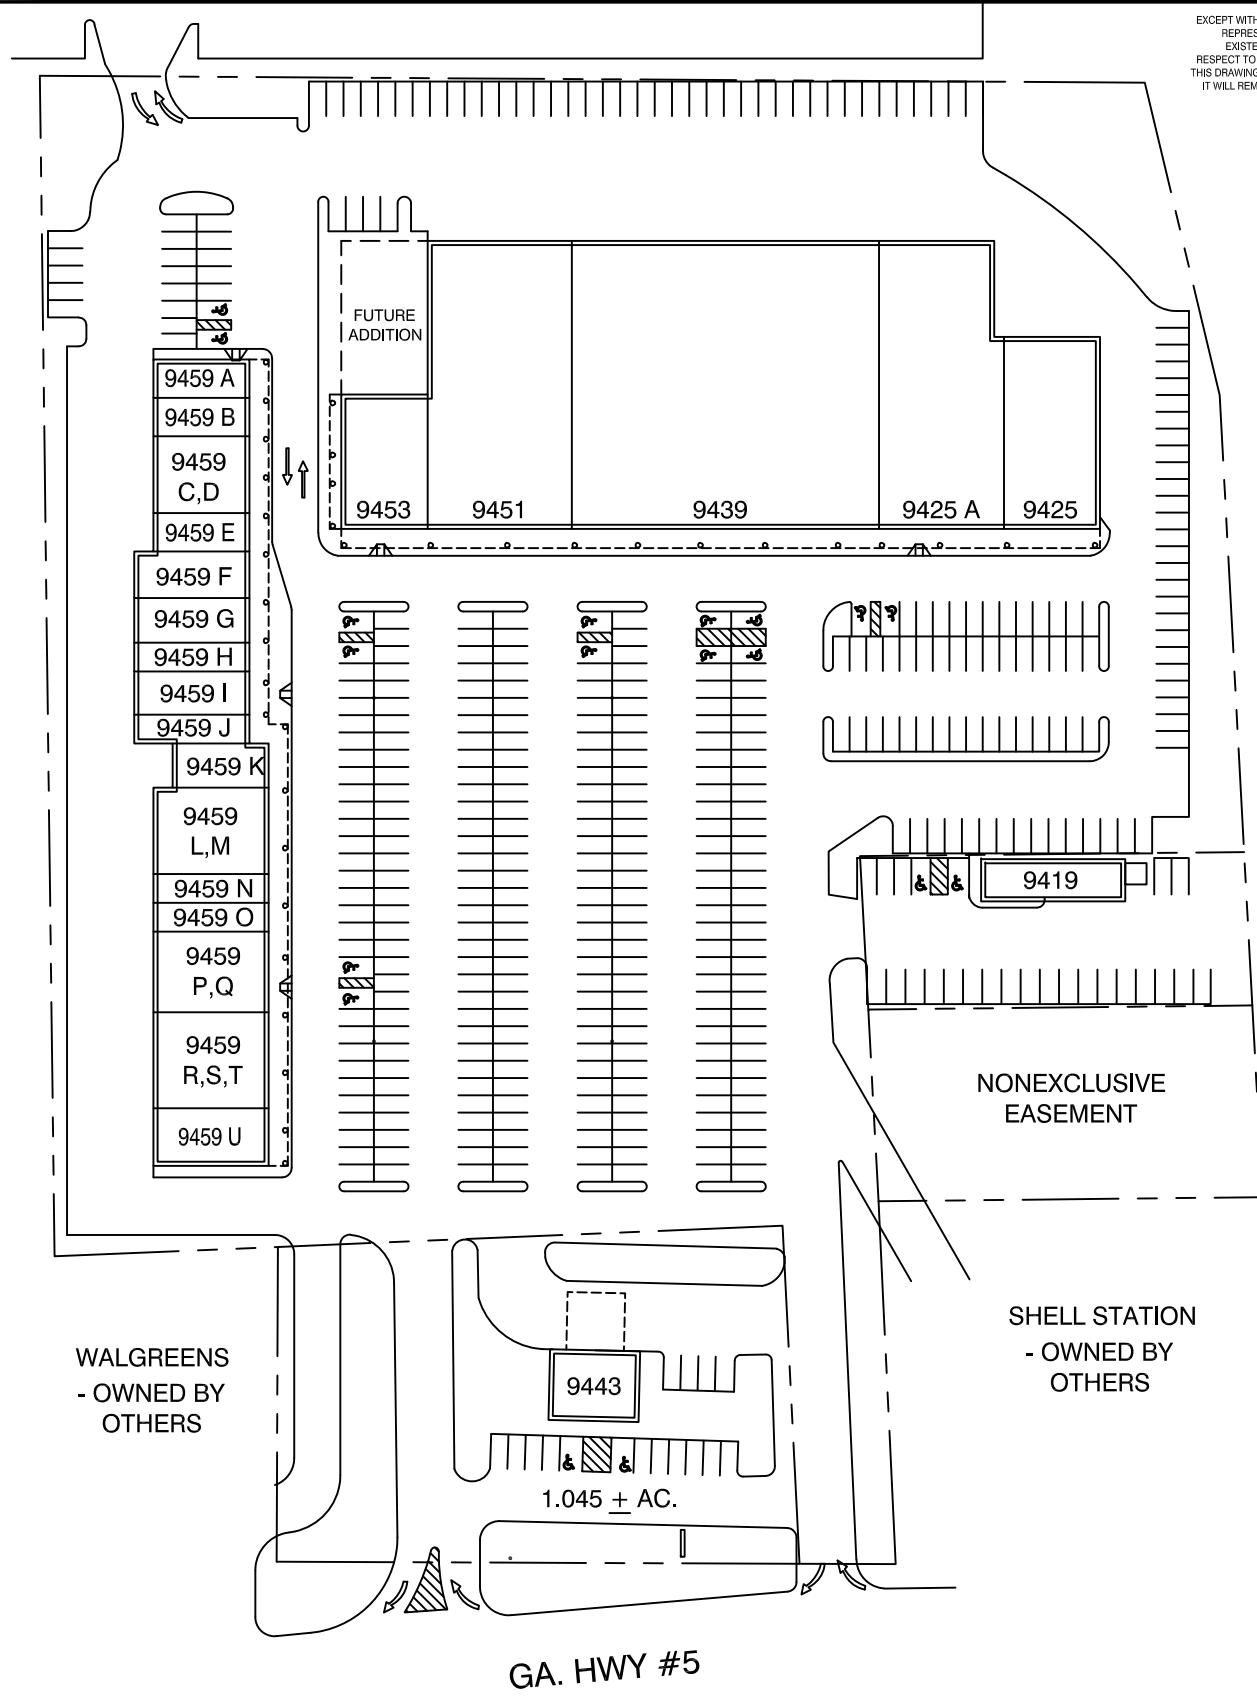 EXCEPT WITH
REPRES
EXISTE
RESPECT TO
THIS DRAWING
IT WILL REM
FUTURE
ADDITION
9459 A
9459 B
9459
C,D
9459 E
9459 F
9459 G
9459 H
9459 I
9459 J
9459 K
9459
L,M
9459 N
9459 O
9459
P,Q
9459
R,S,T
9459 U
9453
9451
9439
9425 A
9425
9419
NONEXCLUSIVE
EASEMENT
SHELL STATION
- OWNED BY
OTHERS
WALGREENS
- OWNED BY
OTHERS
9443
1.045 ± AC.
GA. HWY #5